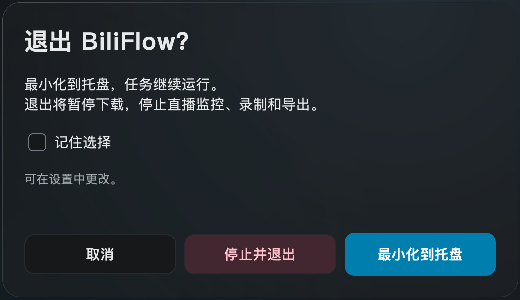 退出 BiliFlow?
最小化到托盘，任务继续运行。
退出将暂停下载，停止直播监控、录制和导出。
记住选择
可在设置中更改。
取消
停止并退出
最小化到托盘